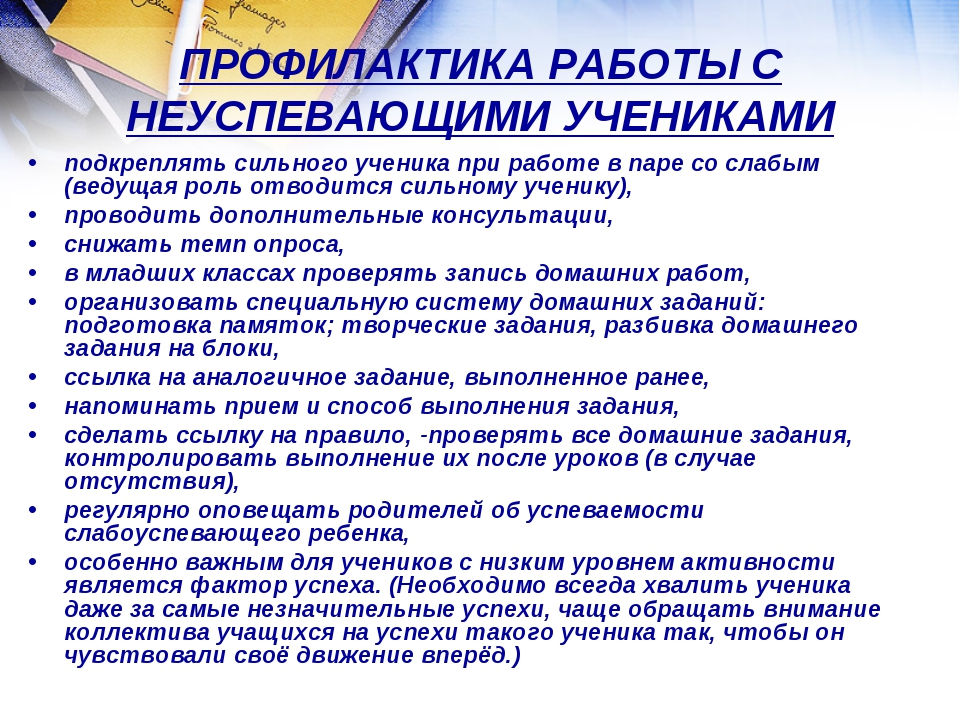 ПРОФИЛАКТИКА РАБОТЫ С
НЕУСПЕВАЮЩИМИ УЧЕНИКАМИ
• подкреплять сильного ученика при работе в паре со слабым
(ведущая роль отводится сильному ученику),
• проводить дополнительные консультации,
• снижать темп опроса,
• в младших классах проверять запись домашних работ,
• организовать специальную систему домашних заданий:
подготовка памяток; творческие задания, разбивка домашнего
задания на блоки,
• ссылка на аналогичное задание, выполненное ранее,
• напоминать прием и способ выполнения задания,
• сделать ссылку на правило, -проверять все домашние задания,
контролировать выполнение их после уроков (в случае
отсутствия),
• регулярно оповещать родителей об успеваемости
слабоуспевающего ребенка,
• особенно важным для учеников с низким уровнем активности
является фактор успеха. (Необходимо всегда хвалить ученика
даже за самые незначительные успехи, чаще обращать внимание
коллектива учащихся на успехи такого ученика так, чтобы он
чувствовали своё движение вперёд.)